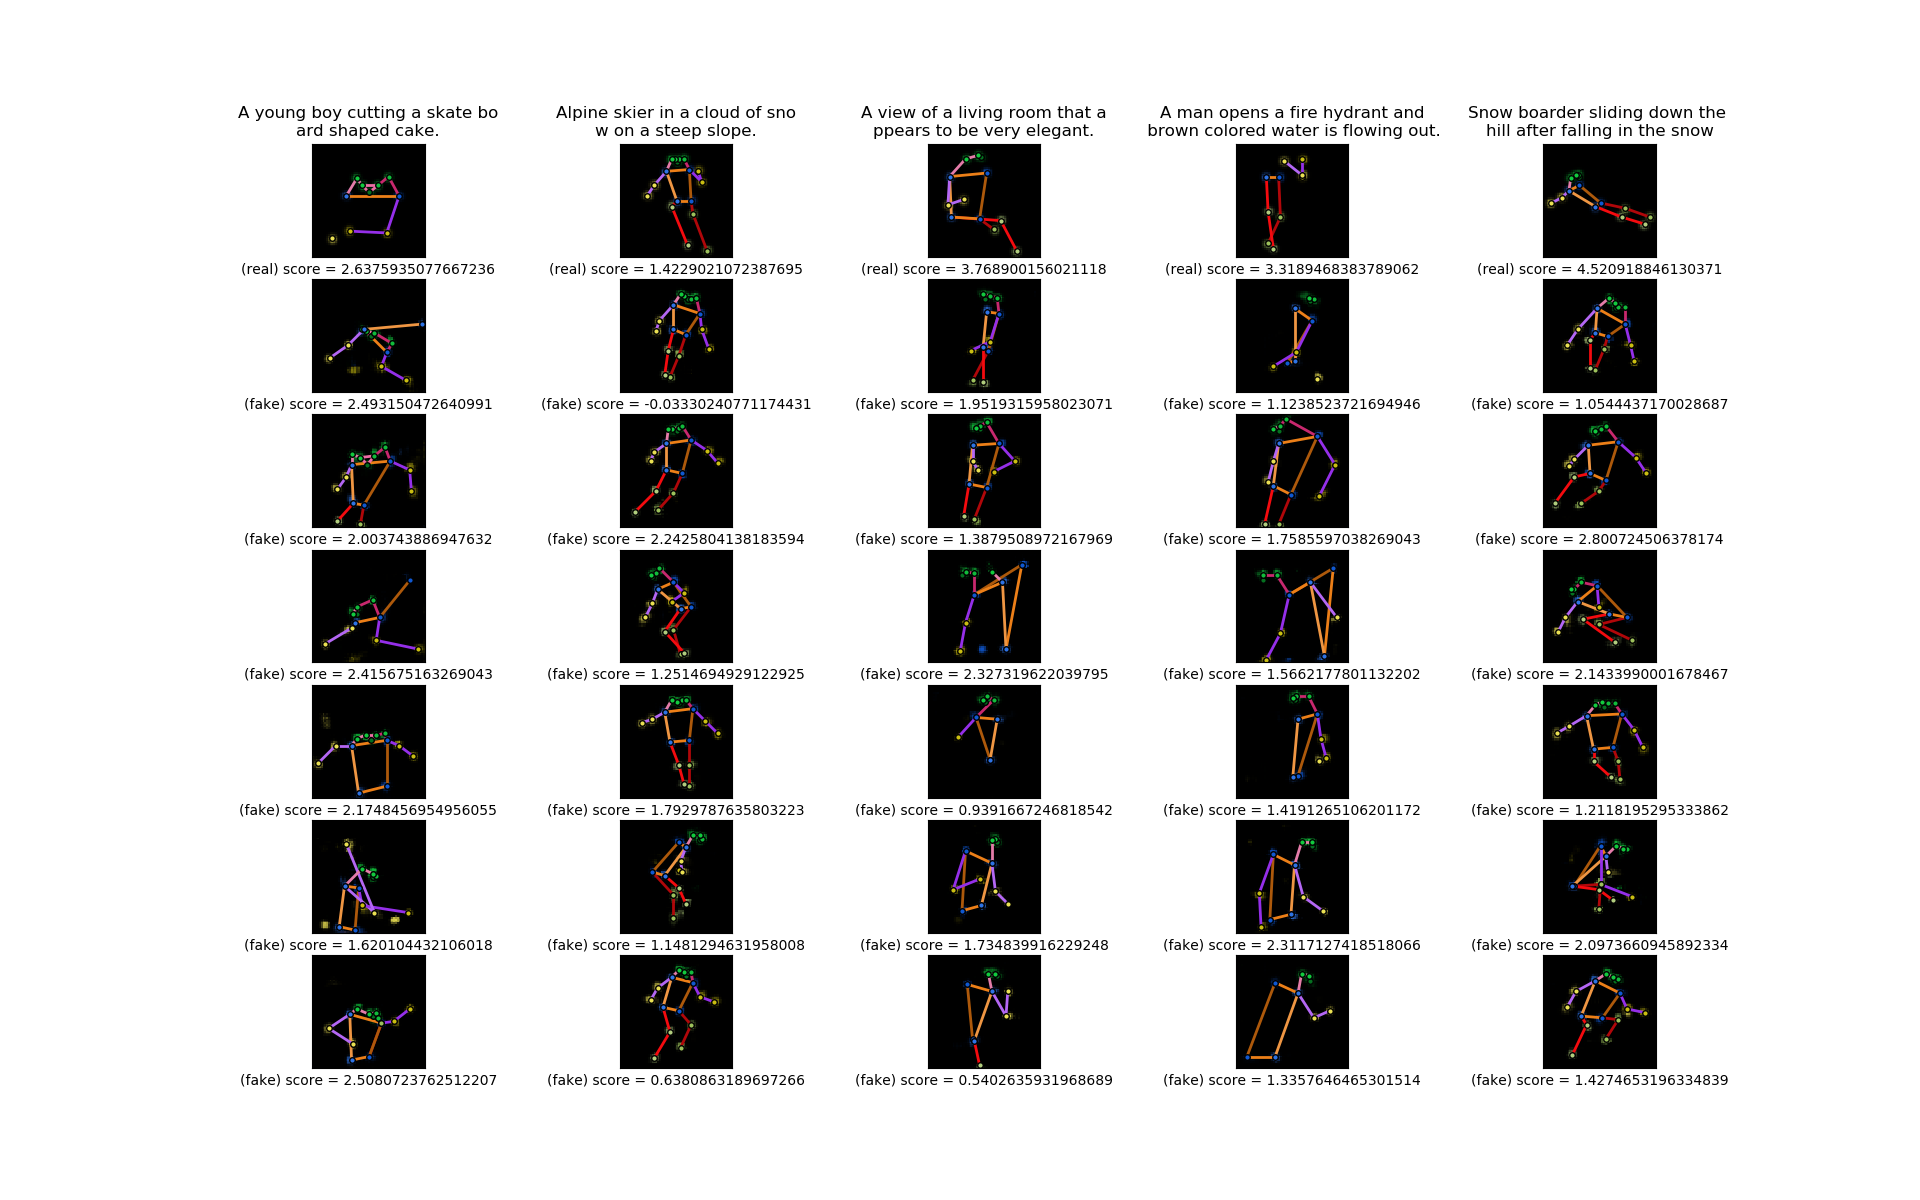 A young boy cutting a skate bo
ard shaped cake.
Alpine skier in a cloud of sno
w on a steep slope.
A view of a living room that a
ppears to be very elegant.
A man opens a fire hydrant and
brown colored water is flowing out.
Snow boarder sliding down the
hill after falling in the snow
(real) score = 2.6375935077667236
(real) score = 1.4229021072387695
(real) score = 3.768900156021118
(real) score = 3.3189468383789062
(real) score = 4.520918846130371
(fake) score = 2.493150472640991
(fake) score = -0.03330240771174431
(fake) score = 1.9519315958023071
(fake) score = 1.1238523721694946
(fake) score = 1.0544437170028687
(fake) score = 2.003743886947632
(fake) score = 2.2425804138183594
(fake) score = 1.3879508972167969
(fake) score = 1.7585597038269043
(fake) score = 2.800724506378174
(fake) score = 2.415675163269043
(fake) score = 1.2514694929122925
(fake) score = 2.327319622039795
(fake) score = 1.5662177801132202
(fake) score = 2.1433990001678467
(fake) score = 2.1748456954956055
(fake) score = 1.7929787635803223
(fake) score = 0.9391667246818542
(fake) score = 1.4191265106201172
(fake) score = 1.2118195295333862
(fake) score = 1.620104432106018
(fake) score = 1.1481294631958008
(fake) score = 1.734839916229248
(fake) score = 2.3117127418518066
(fake) score = 2.0973660945892334
(fake) score = 2.5080723762512207
(fake) score = 0.6380863189697266
(fake) score = 0.5402635931968689
(fake) score = 1.3357646465301514
(fake) score = 1.4274653196334839